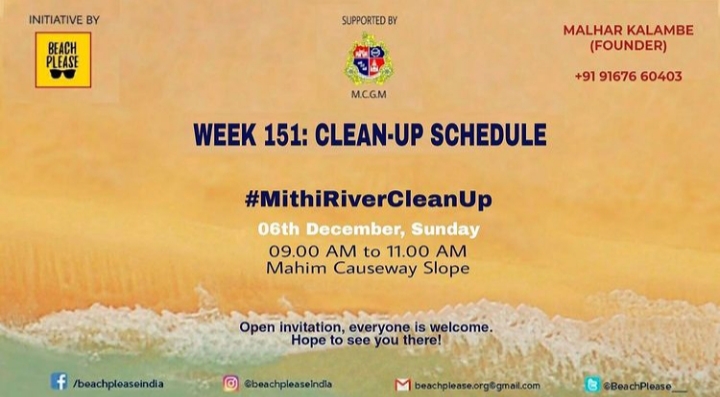 INITIATIVE BY
BEACH
PLEASE
SUPPORTED BY
M.C.G.M
MALHAR KALAMBE
(FOUNDER)
+91 91676 60403
WEEK 151: CLEAN-UP SCHEDULE
#MithiRiverCleanUp
06th December, Sunday
09.00 AM to 11.00 AM
Mahim Causeway Slope
Open invitation, everyone is welcome.
Hope to see you there!
/beachpleaseindia
@beachpleaseindia
beachplease.org@gmail.com
@BeachPlease__